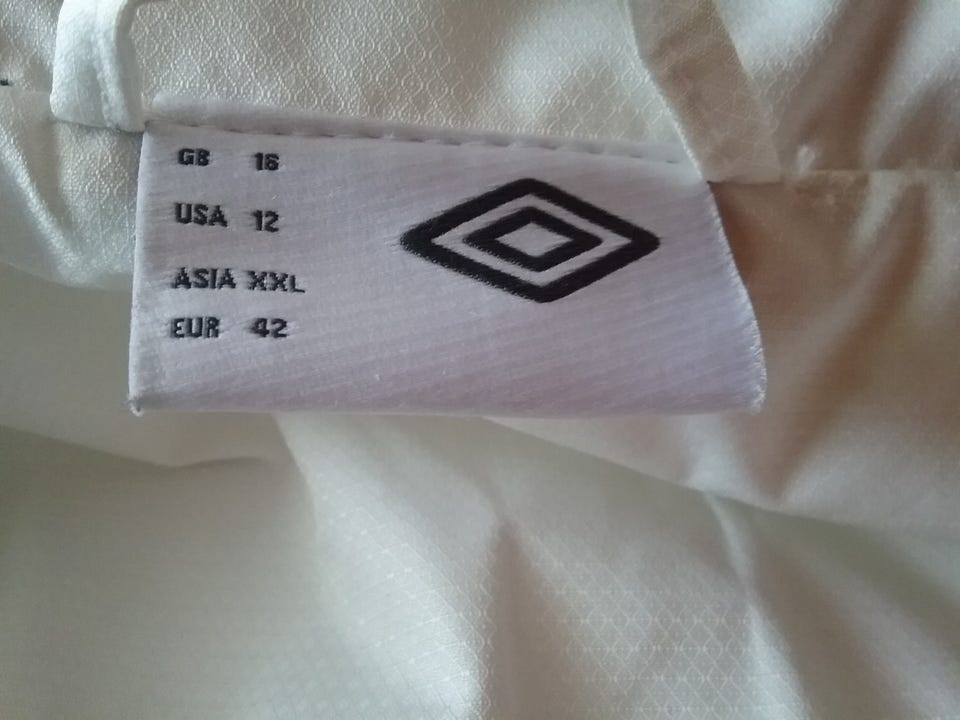 GB 16
USA 12
ASIA XXL
EUR 42